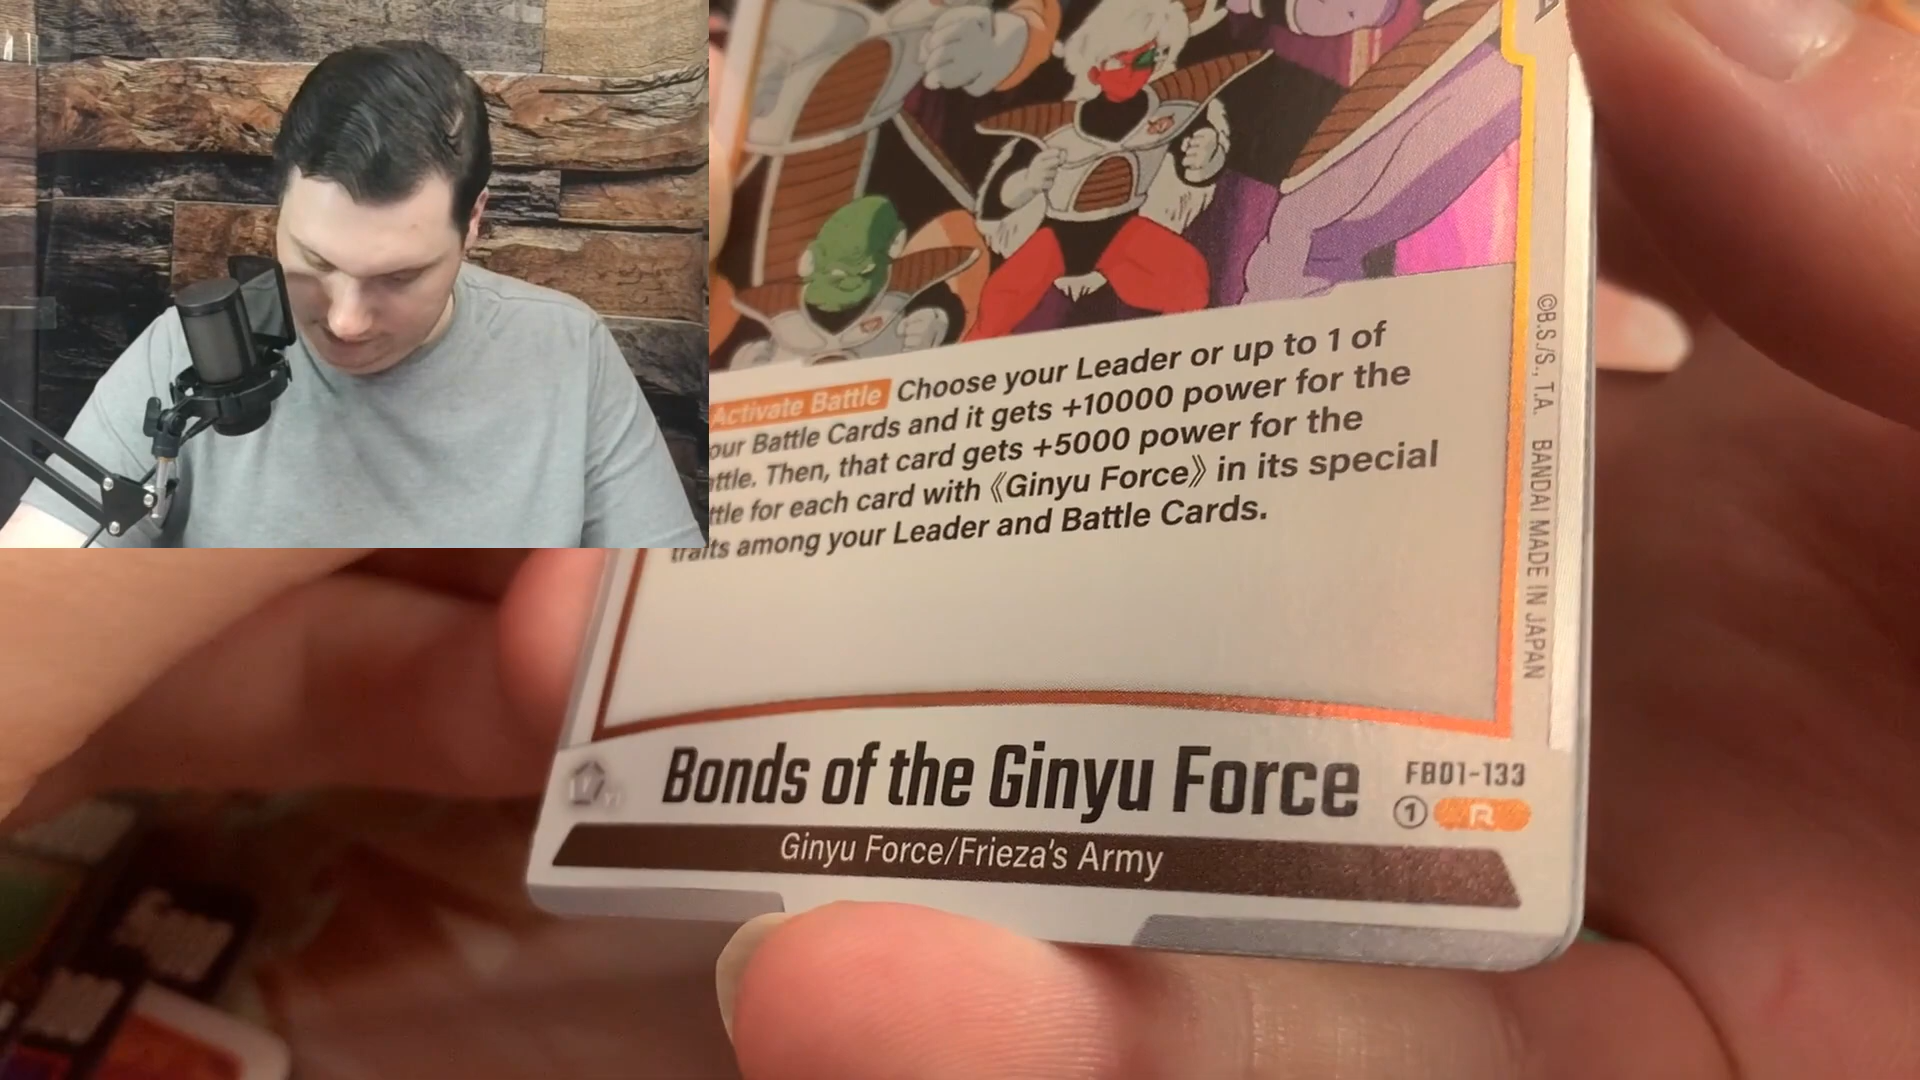 Activate Battle Choose your Leader or up to 1 of
our Battle Cards and it gets +10000 power for the
ttle. Then, that card gets +5000 power for the
ttle for each card with 《Ginyu Force》 in its special
traits among your Leader and Battle Cards.
©B.S./S., T.A. BANDAI MADE IN JAPAN
Bonds of the Ginyu Force
FB01-133
1 R
Ginyu Force/Frieza's Army